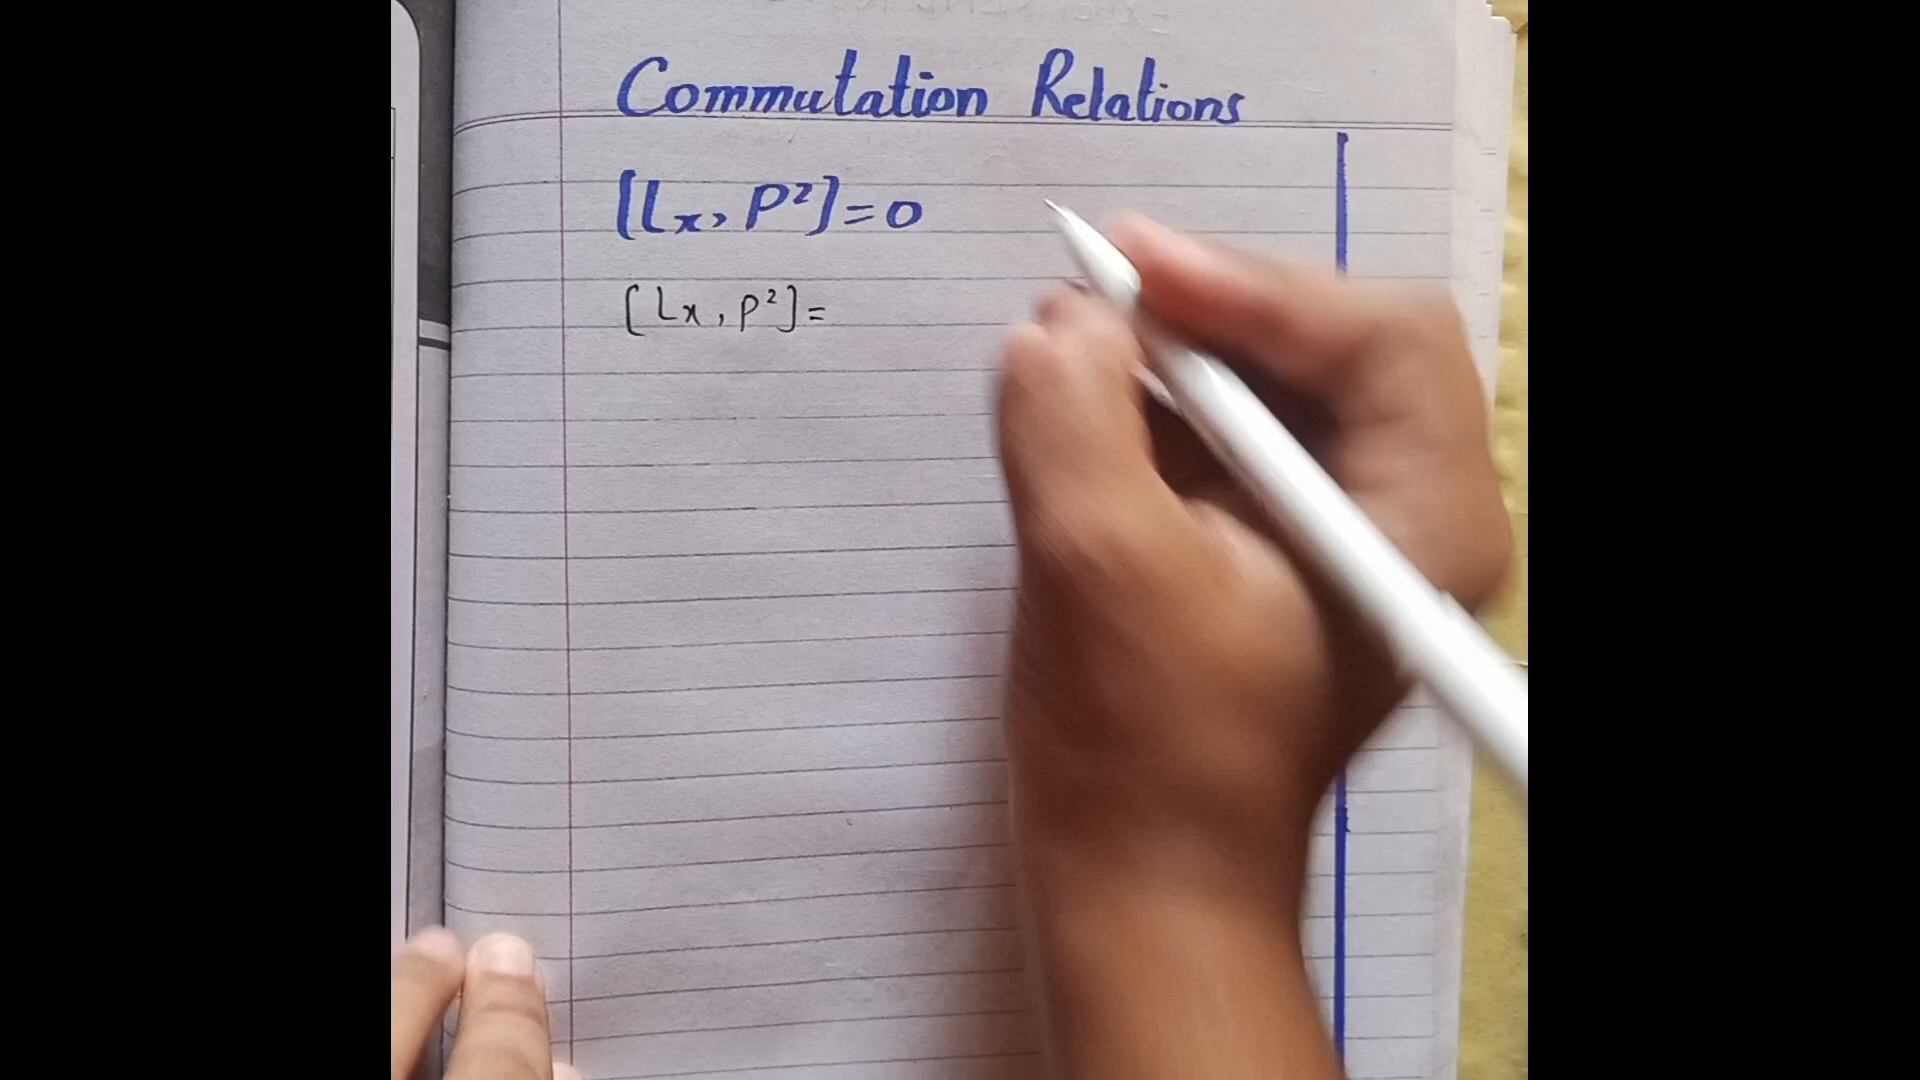 Commutation Relations
[Lx, P²]=0
[Lx, P²]=